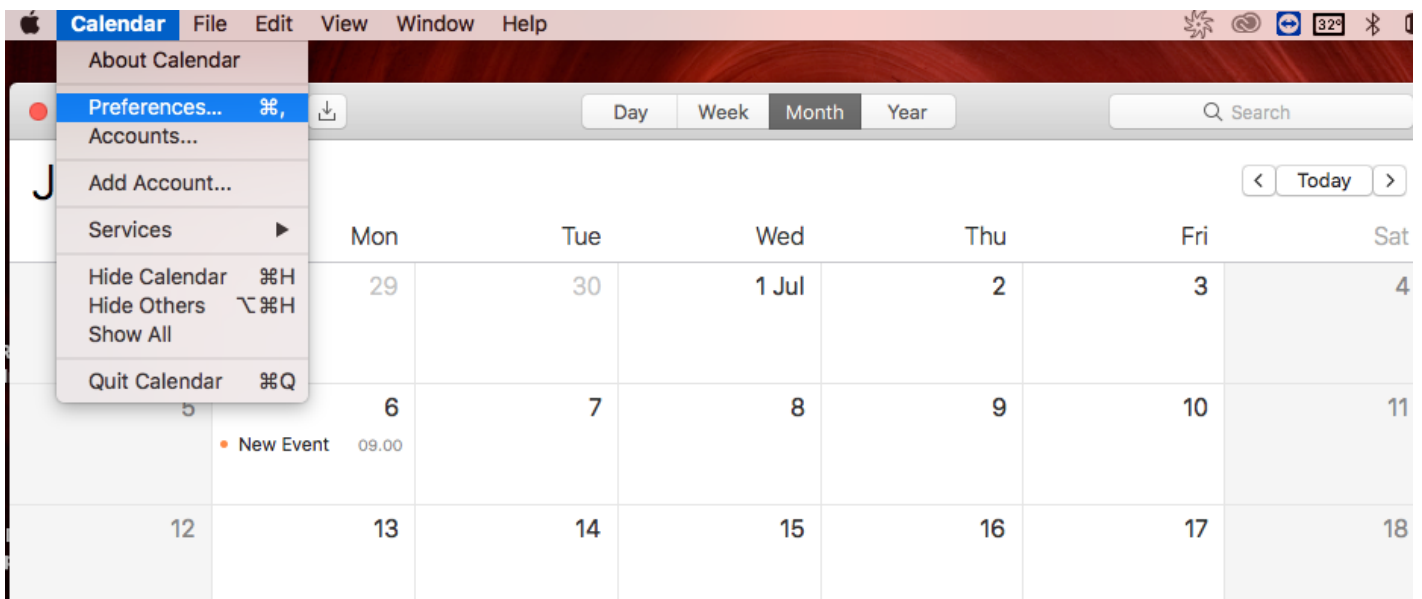 Calendar File Edit View Window Help 32°
About Calendar
Preferences... ⌘,
Day Week Month Year Search
Accounts...
Add Account...
J
< Today >
Services ▶
Mon Tue Wed Thu Fri Sat
Hide Calendar ⌘H
29 30 1 Jul 2 3 4
Hide Others ⌥⌘H
Show All
Quit Calendar ⌘Q
5 6 7 8 9 10 11
New Event 09.00
12 13 14 15 16 17 18